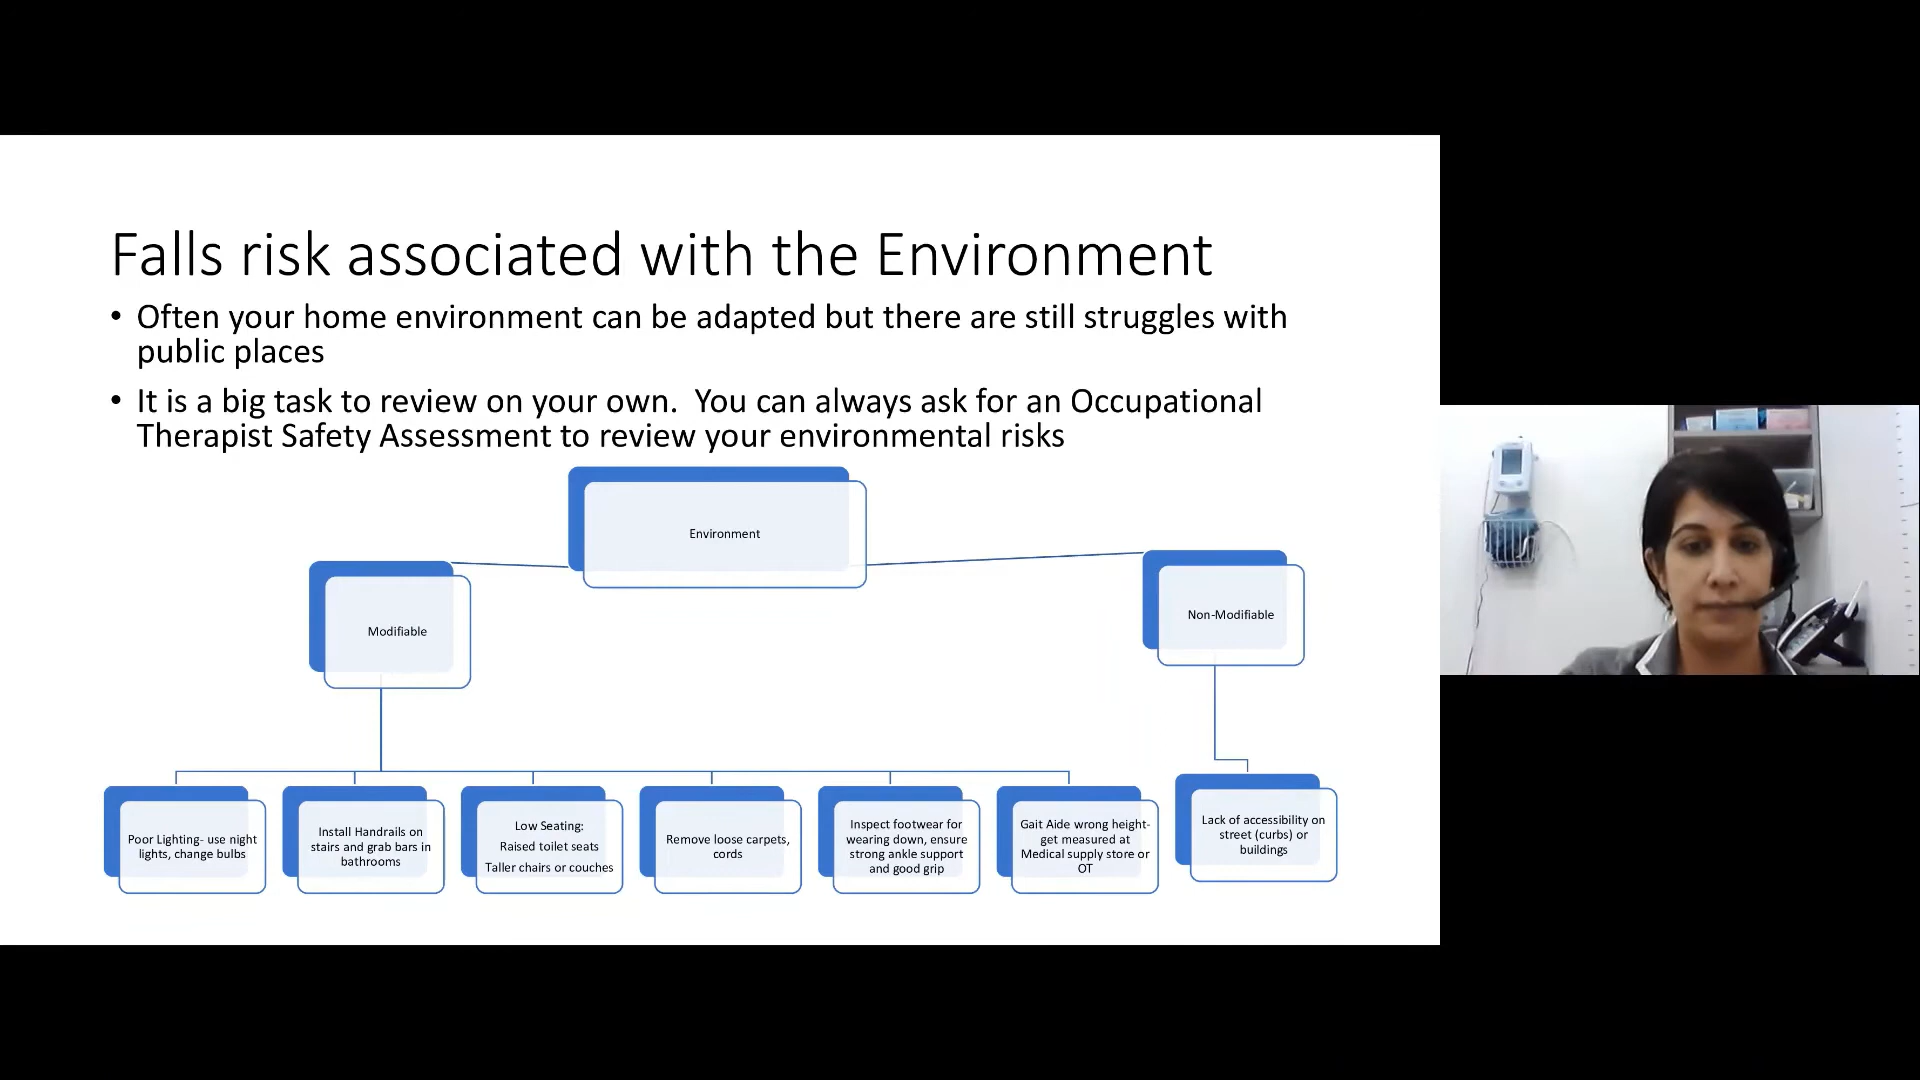 Falls risk associated with the Environment
• Often your home environment can be adapted but there are still struggles with
public places
• It is a big task to review on your own.  You can always ask for an Occupational
Therapist Safety Assessment to review your environmental risks
Environment
Modifiable
Non-Modifiable
Poor Lighting- use night
lights, change bulbs
Install Handrails on
stairs and grab bars in
bathrooms
Low Seating:
Raised toilet seats
Taller chairs or couches
Remove loose carpets,
cords
Inspect footwear for
wearing down, ensure
strong ankle support
and good grip
Gait Aide wrong height-
get measured at
Medical supply store or
OT
Lack of accessibility on
street (curbs) or
buildings